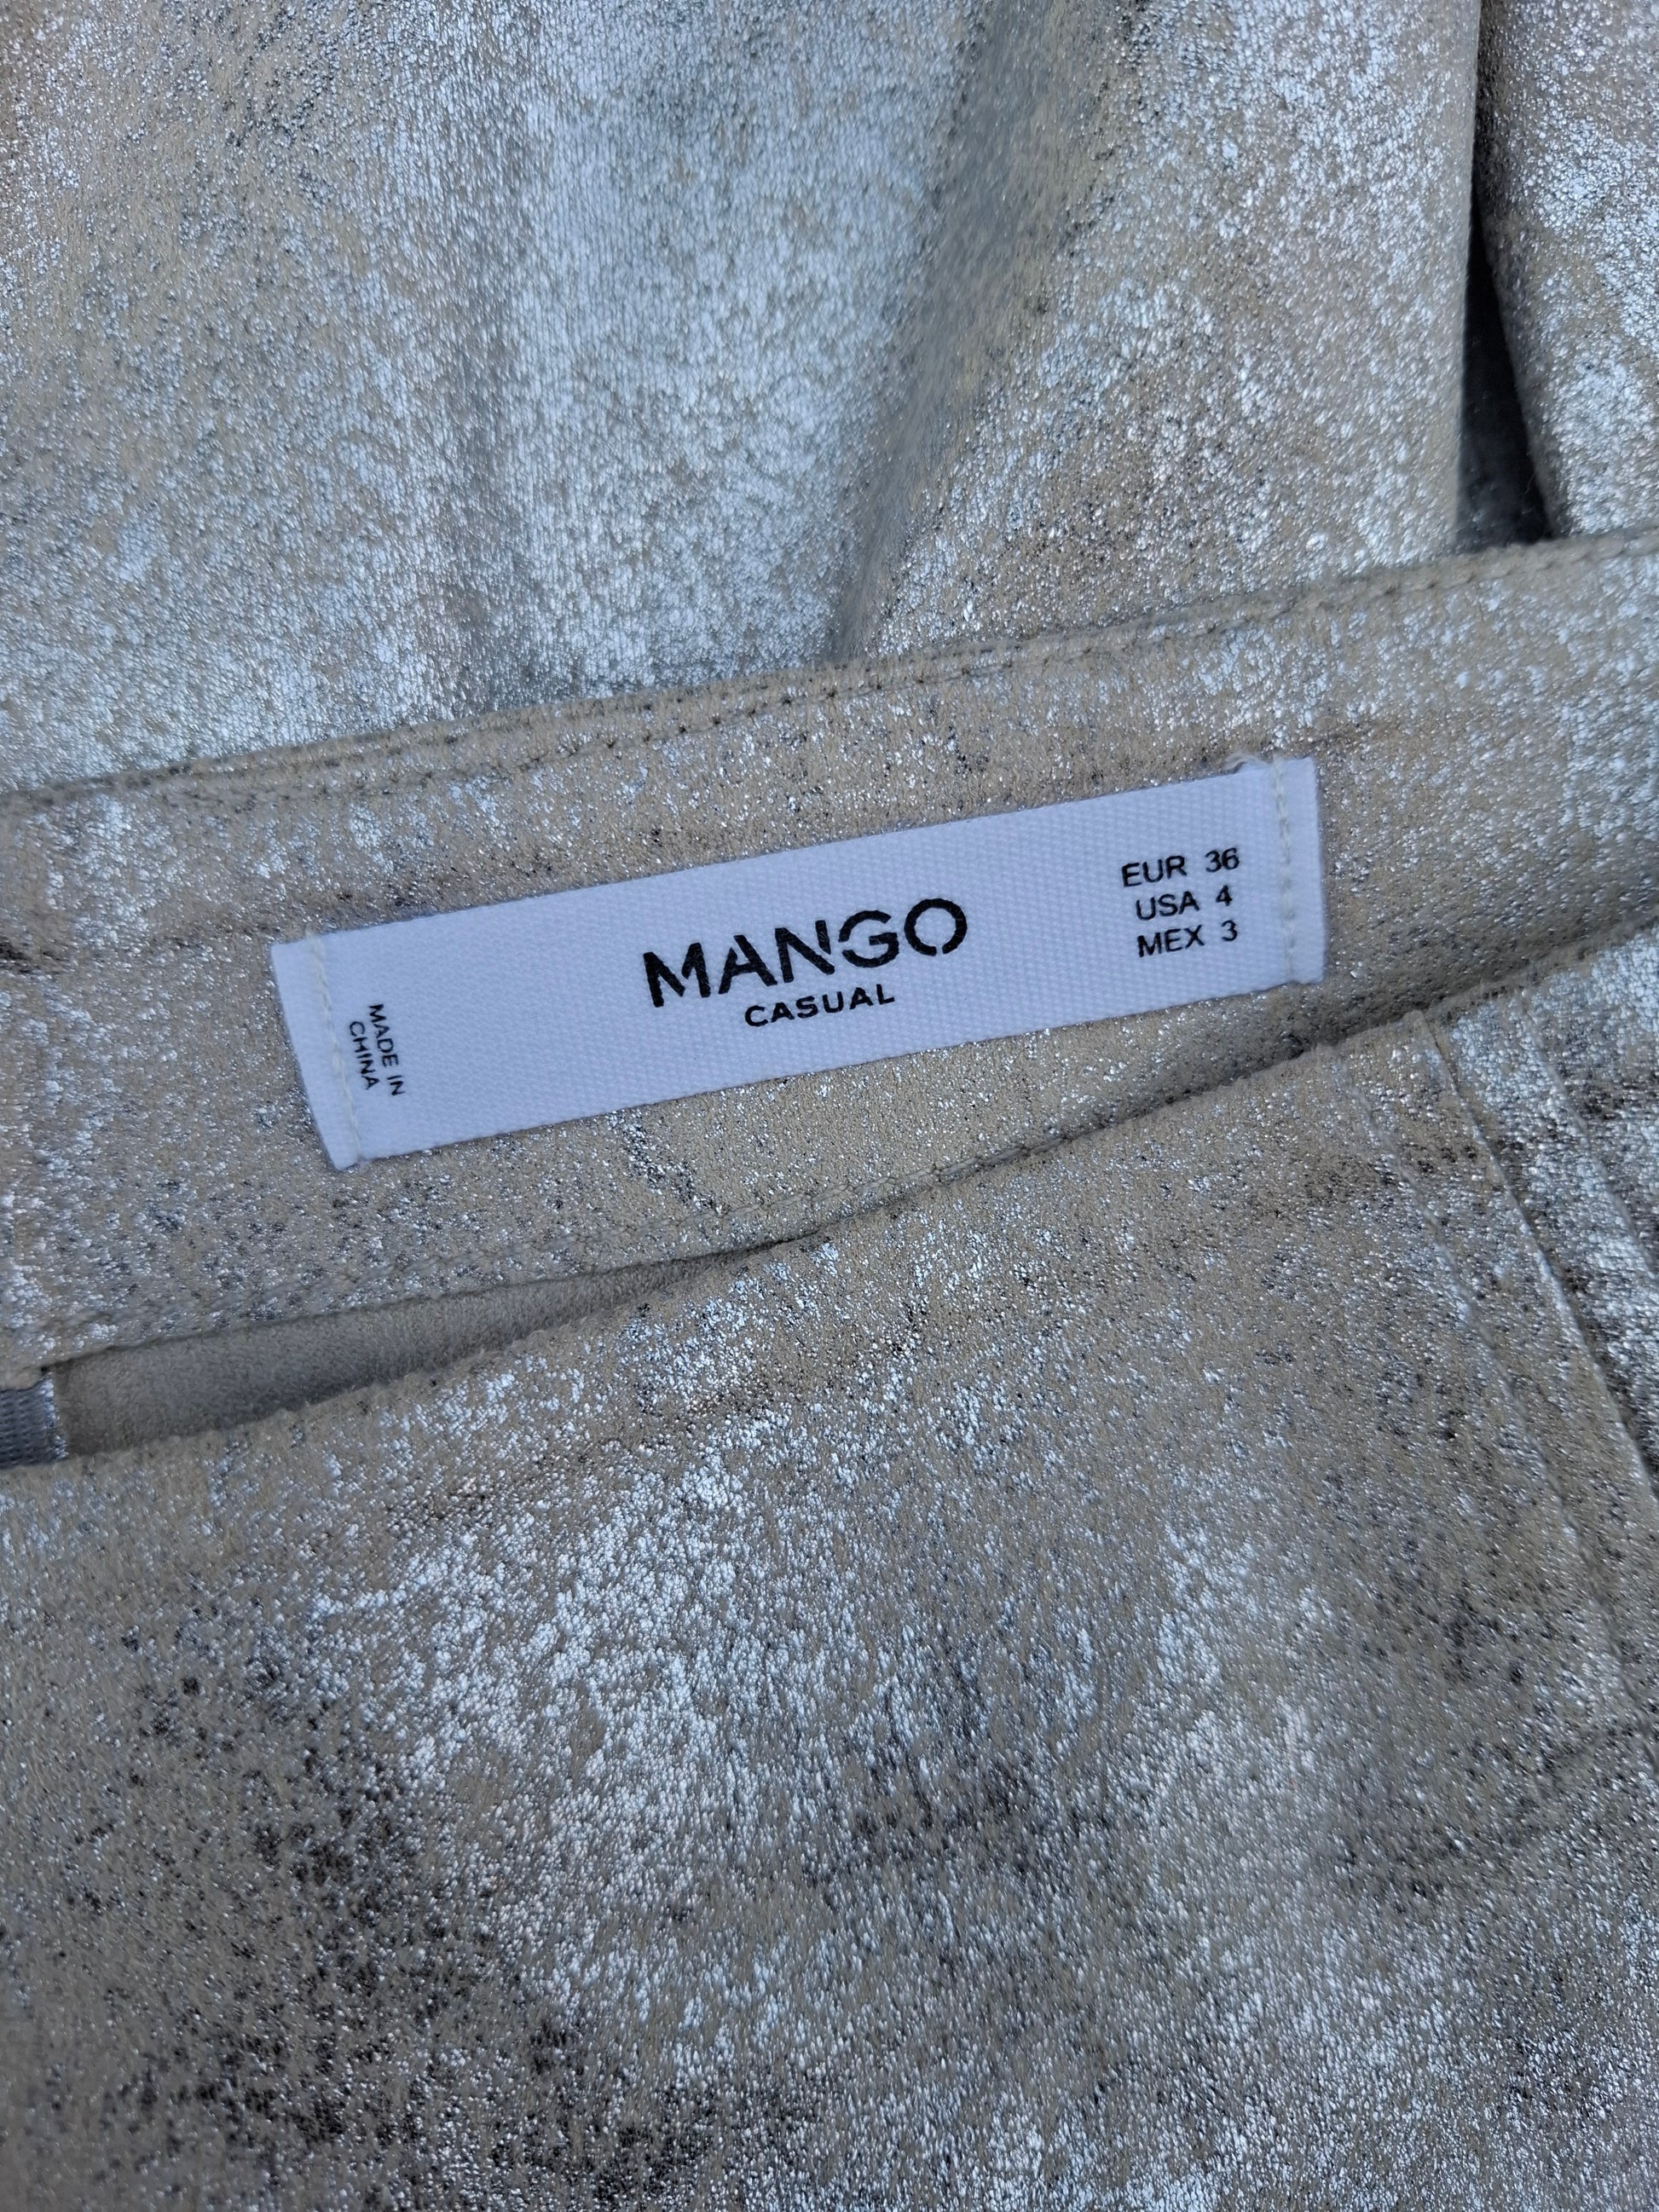 MANGO
CASUAL
EUR 36
USA 4
MEX 3
MADE IN
CHINA